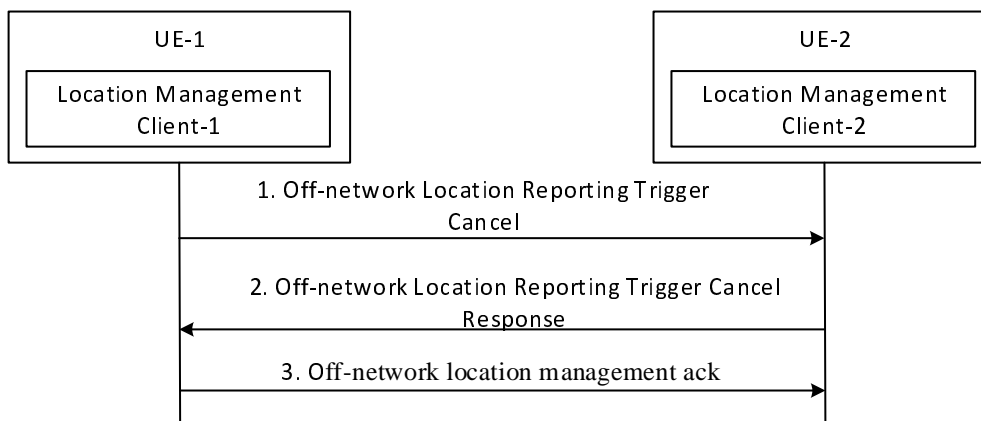 UE-1
UE-2
Location Management
Client-1
Location Management
Client-2
1. Off-network Location Reporting Trigger
Cancel
2. Off-network Location Reporting Trigger Cancel
Response
3. Off-network location management ack